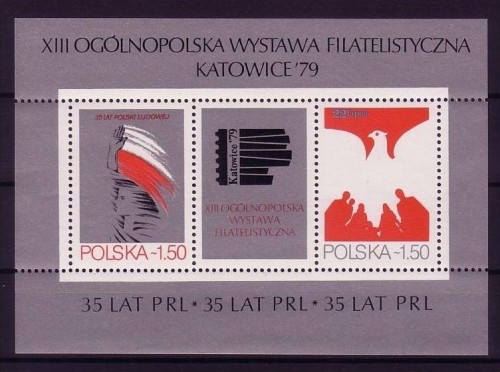 XIII OGÓLNOPOLSKA WYSTAWA FILATELISTYCZNA
KATOWICE '79
35 LAT POLSKI LUDOWEJ
POLSKA ~1.50
Katowice '79
XIII OGÓLNOPOLSKA
WYSTAWA
FILATELISTYCZNA
POLSKA ~1.50
35 LAT PRL * 35 LAT PRL * 35 LAT PRL